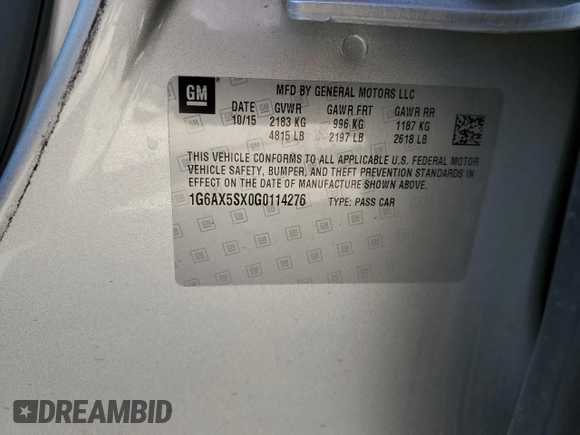 GM
MFD BY GENERAL MOTORS LLC
DATE GVWR GAWR FRT GAWR RR
10/15 2183 KG 996 KG 1187 KG
4815 LB 2197 LB 2618 LB
THIS VEHICLE CONFORMS TO ALL APPLICABLE U.S. FEDERAL MOTOR
VEHICLE SAFETY, BUMPER, AND THEFT PREVENTION STANDARDS IN
EFFECT ON THE DATE OF MANUFACTURE SHOWN ABOVE.
1G6AX5SX0G0114276 TYPE: PASS CAR
DREAMBID